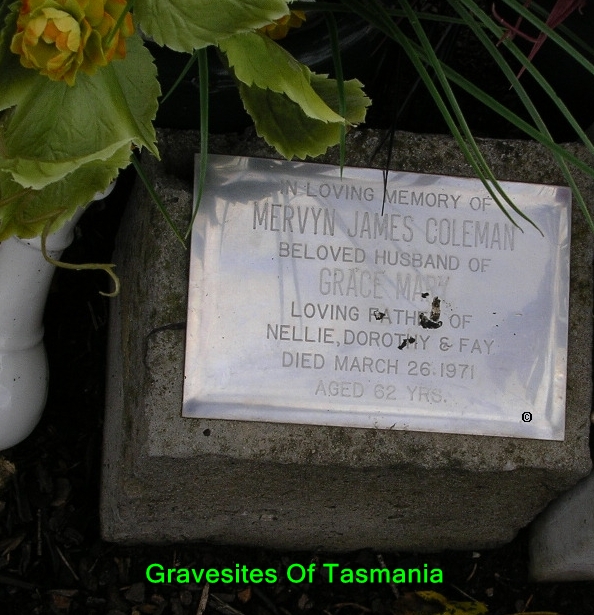 IN LOVING MEMORY OF
MERVYN JAMES COLEMAN
BELOVED HUSBAND OF
GRACE MARY
LOVING FATHER OF
NELLIE, DOROTHY & FAY
DIED MARCH 26.1971
AGED 62 YRS.
©
Gravesites Of Tasmania